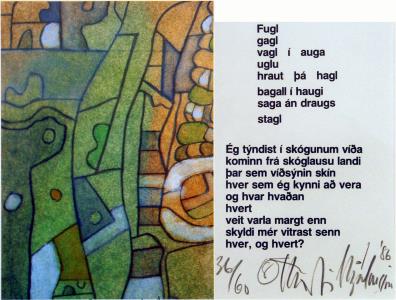 Fugl
gagl
vagl í auga
uglu
hraut þá hagl
bagall í haugi
saga án draugs
stagl
Ég týndist í skógunum víða
kominn frá skóglausu landi
þar sem víðsýnin skín
hver sem ég kynni að vera
og hvar hvaðan
hvert
veit varla margt enn
skyldi mér vitrast senn
hver, og hvert?
36/60 '86